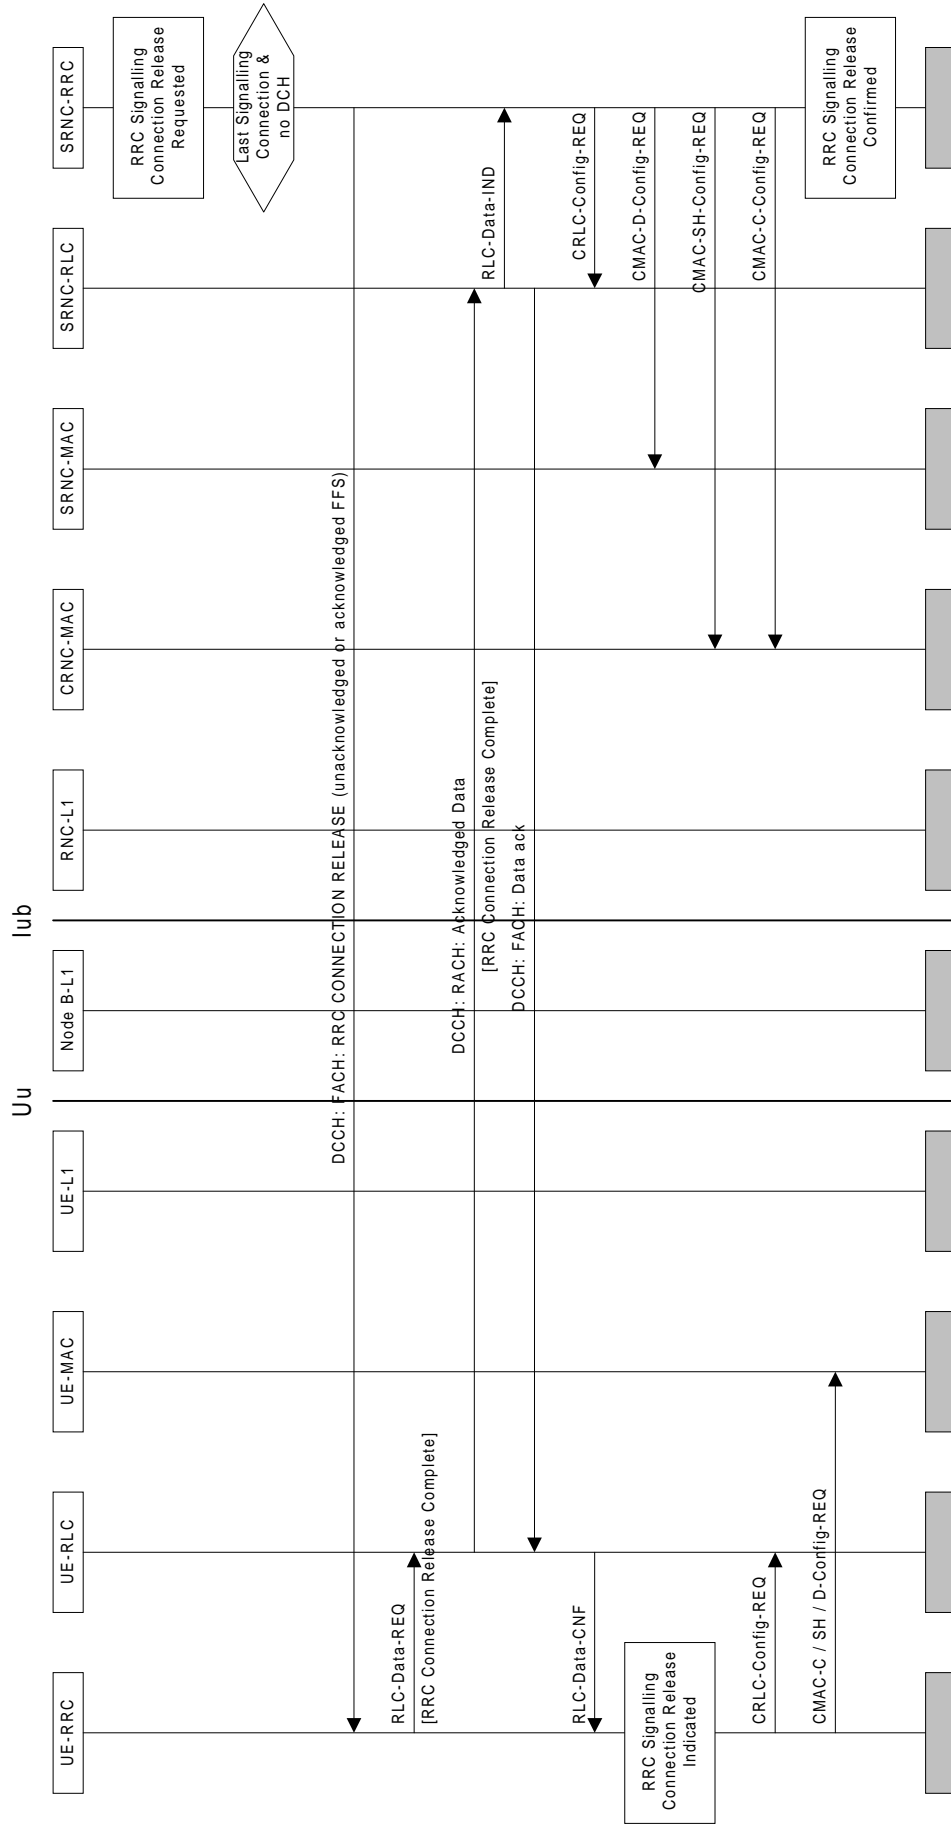 Uu
Iub
UE-RRC
UE-RLC
UE-MAC
UE-L1
Node B-L1
RNC-L1
CRNC-MAC
SRNC-MAC
SRNC-RLC
SRNC-RRC
RRC Signalling
Connection Release
Requested
Last Signalling
Connection &
no DCH
DCCH: FACH: RRC CONNECTION RELEASE (unacknowledged or acknowledged FFS)
RLC-Data-REQ
[RRC Connection Release Complete]
DCCH: RACH: Acknowledged Data
[RRC Connection Release Complete]
RLC-Data-IND
DCCH: FACH: Data ack
RLC-Data-CNF
CRLC-Config-REQ
CMAC-D-Config-REQ
RRC Signalling
Connection Release
Indicated
CMAC-SH-Config-REQ
CRLC-Config-REQ
CMAC-C-Config-REQ
CMAC-C / SH / D-Config-REQ
RRC Signalling
Connection Release
Confirmed